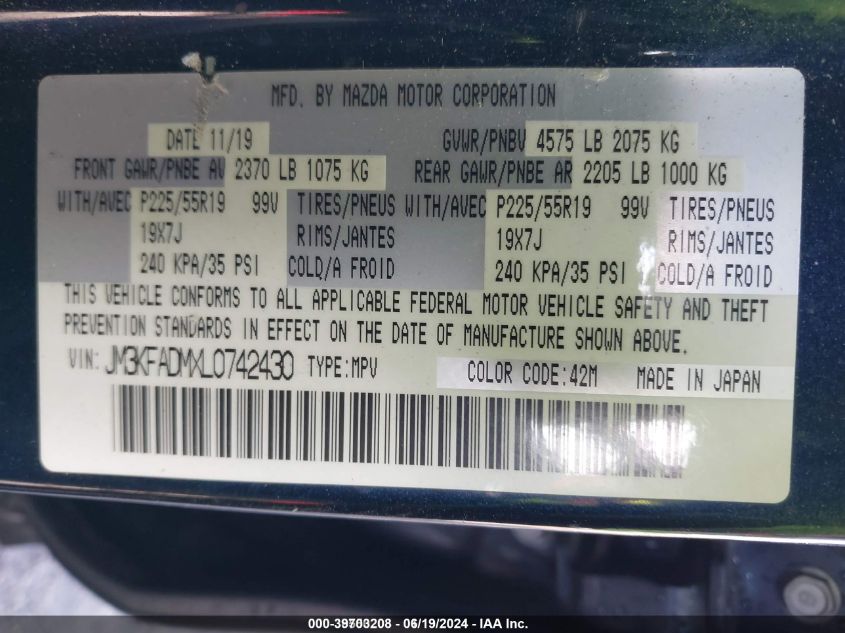 MFD. BY MAZDA MOTOR CORPORATION
DATE 11/19 GVWR/PNBV 4575 LB 2075 KG
FRONT GAWR/PNBE AV 2370 LB 1075 KG REAR GAWR/PNBE AR 2205 LB 1000 KG
WITH/AVEC P225/55R19 99V TIRES/PNEUS WITH/AVEC P225/55R19 99V TIRES/PNEUS
19X7J RIMS/JANTES 19X7J RIMS/JANTES
240 KPA/35 PSI COLD/A FROID 240 KPA/35 PSI COLD/A FROID
THIS VEHICLE CONFORMS TO ALL APPLICABLE FEDERAL MOTOR VEHICLE SAFETY AND THEFT
PREVENTION STANDARDS IN EFFECT ON THE DATE OF MANUFACTURE SHOWN ABOVE.
VIN: JM3KFADMXL0742430 TYPE:MPV COLOR CODE:42M MADE IN JAPAN
06/19/2024 - IAA Inc.